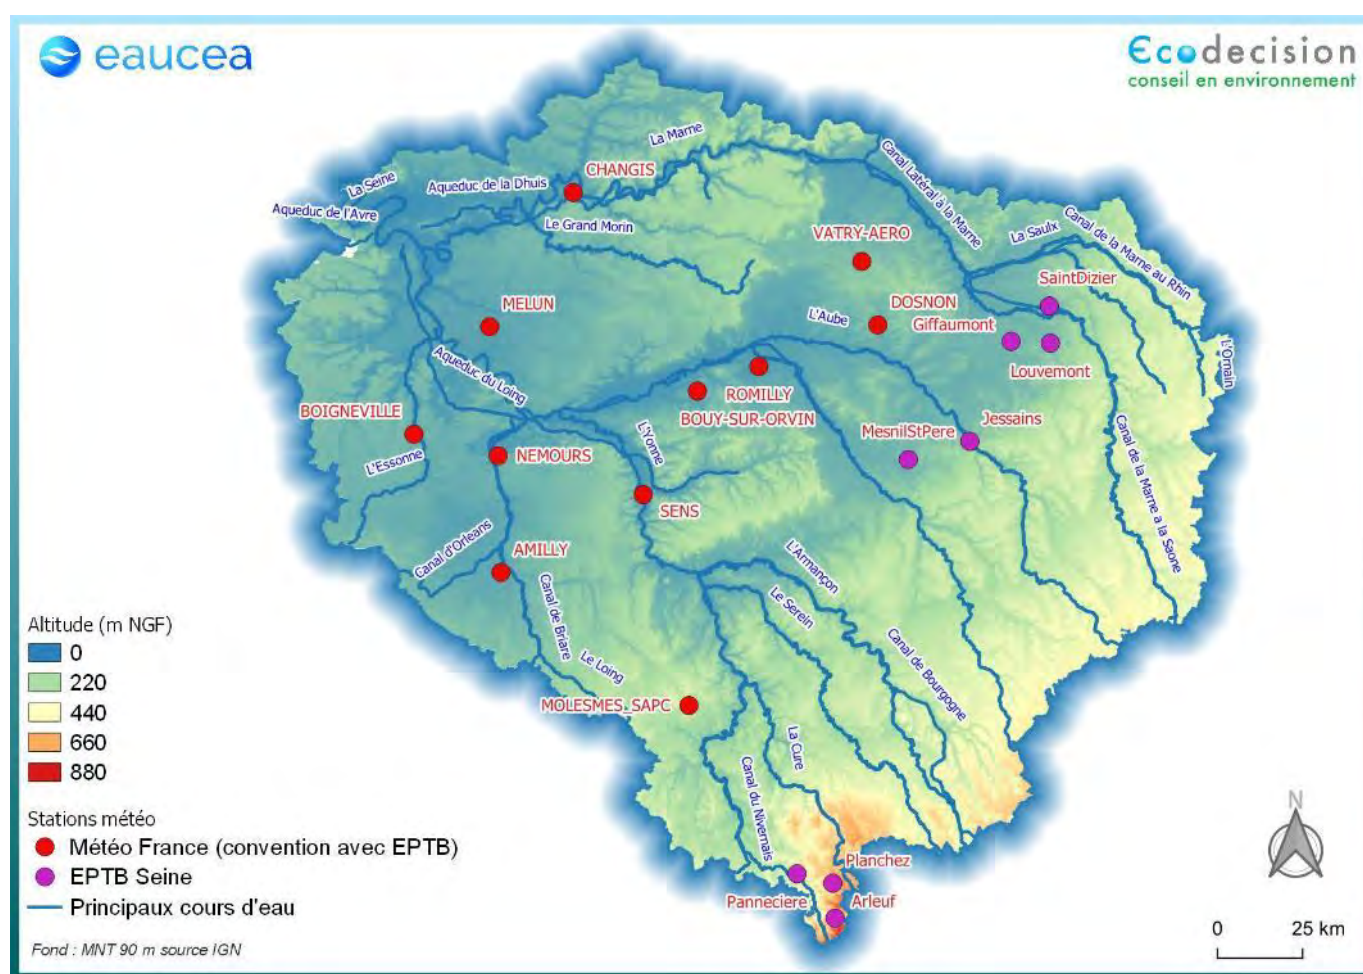 eaucea
Ecodecision
conseil en environnement
La Marne
CHANGIS
Canal Latéral à la Marne
La Seine
Aqueduc de la Dhuis
Aqueduc de l'Avre
Le Grand Morin
VATRY-AERO
La Saulx
Canal de la Marne au Rhin
SaintDizier
MELUN
DOSNON
L'Aube
Giffaumont
Louvemont
L'Ornain
Aqueduc du Loing
ROMILLY
BOUY-SUR-ORVIN
BOIGNEVILLE
MesnilStPere
Jessains
L'Yonne
L'Essonne
NEMOURS
SENS
Canal de la Marne a la Saone
Canal d'Orleans
AMILLY
L'Armançon
Canal de Briare
Le Serein
Le Loing
Canal de Bourgogne
MOLESMES_SAPC
La Cure
Canal du Nivernais
Planchez
Panneciere
Arleuf
Altitude (m NGF)
0
220
440
660
880
Stations météo
Météo France (convention avec EPTB)
EPTB Seine
Principaux cours d'eau
Fond : MNT 90 m source IGN
N
0 25 km